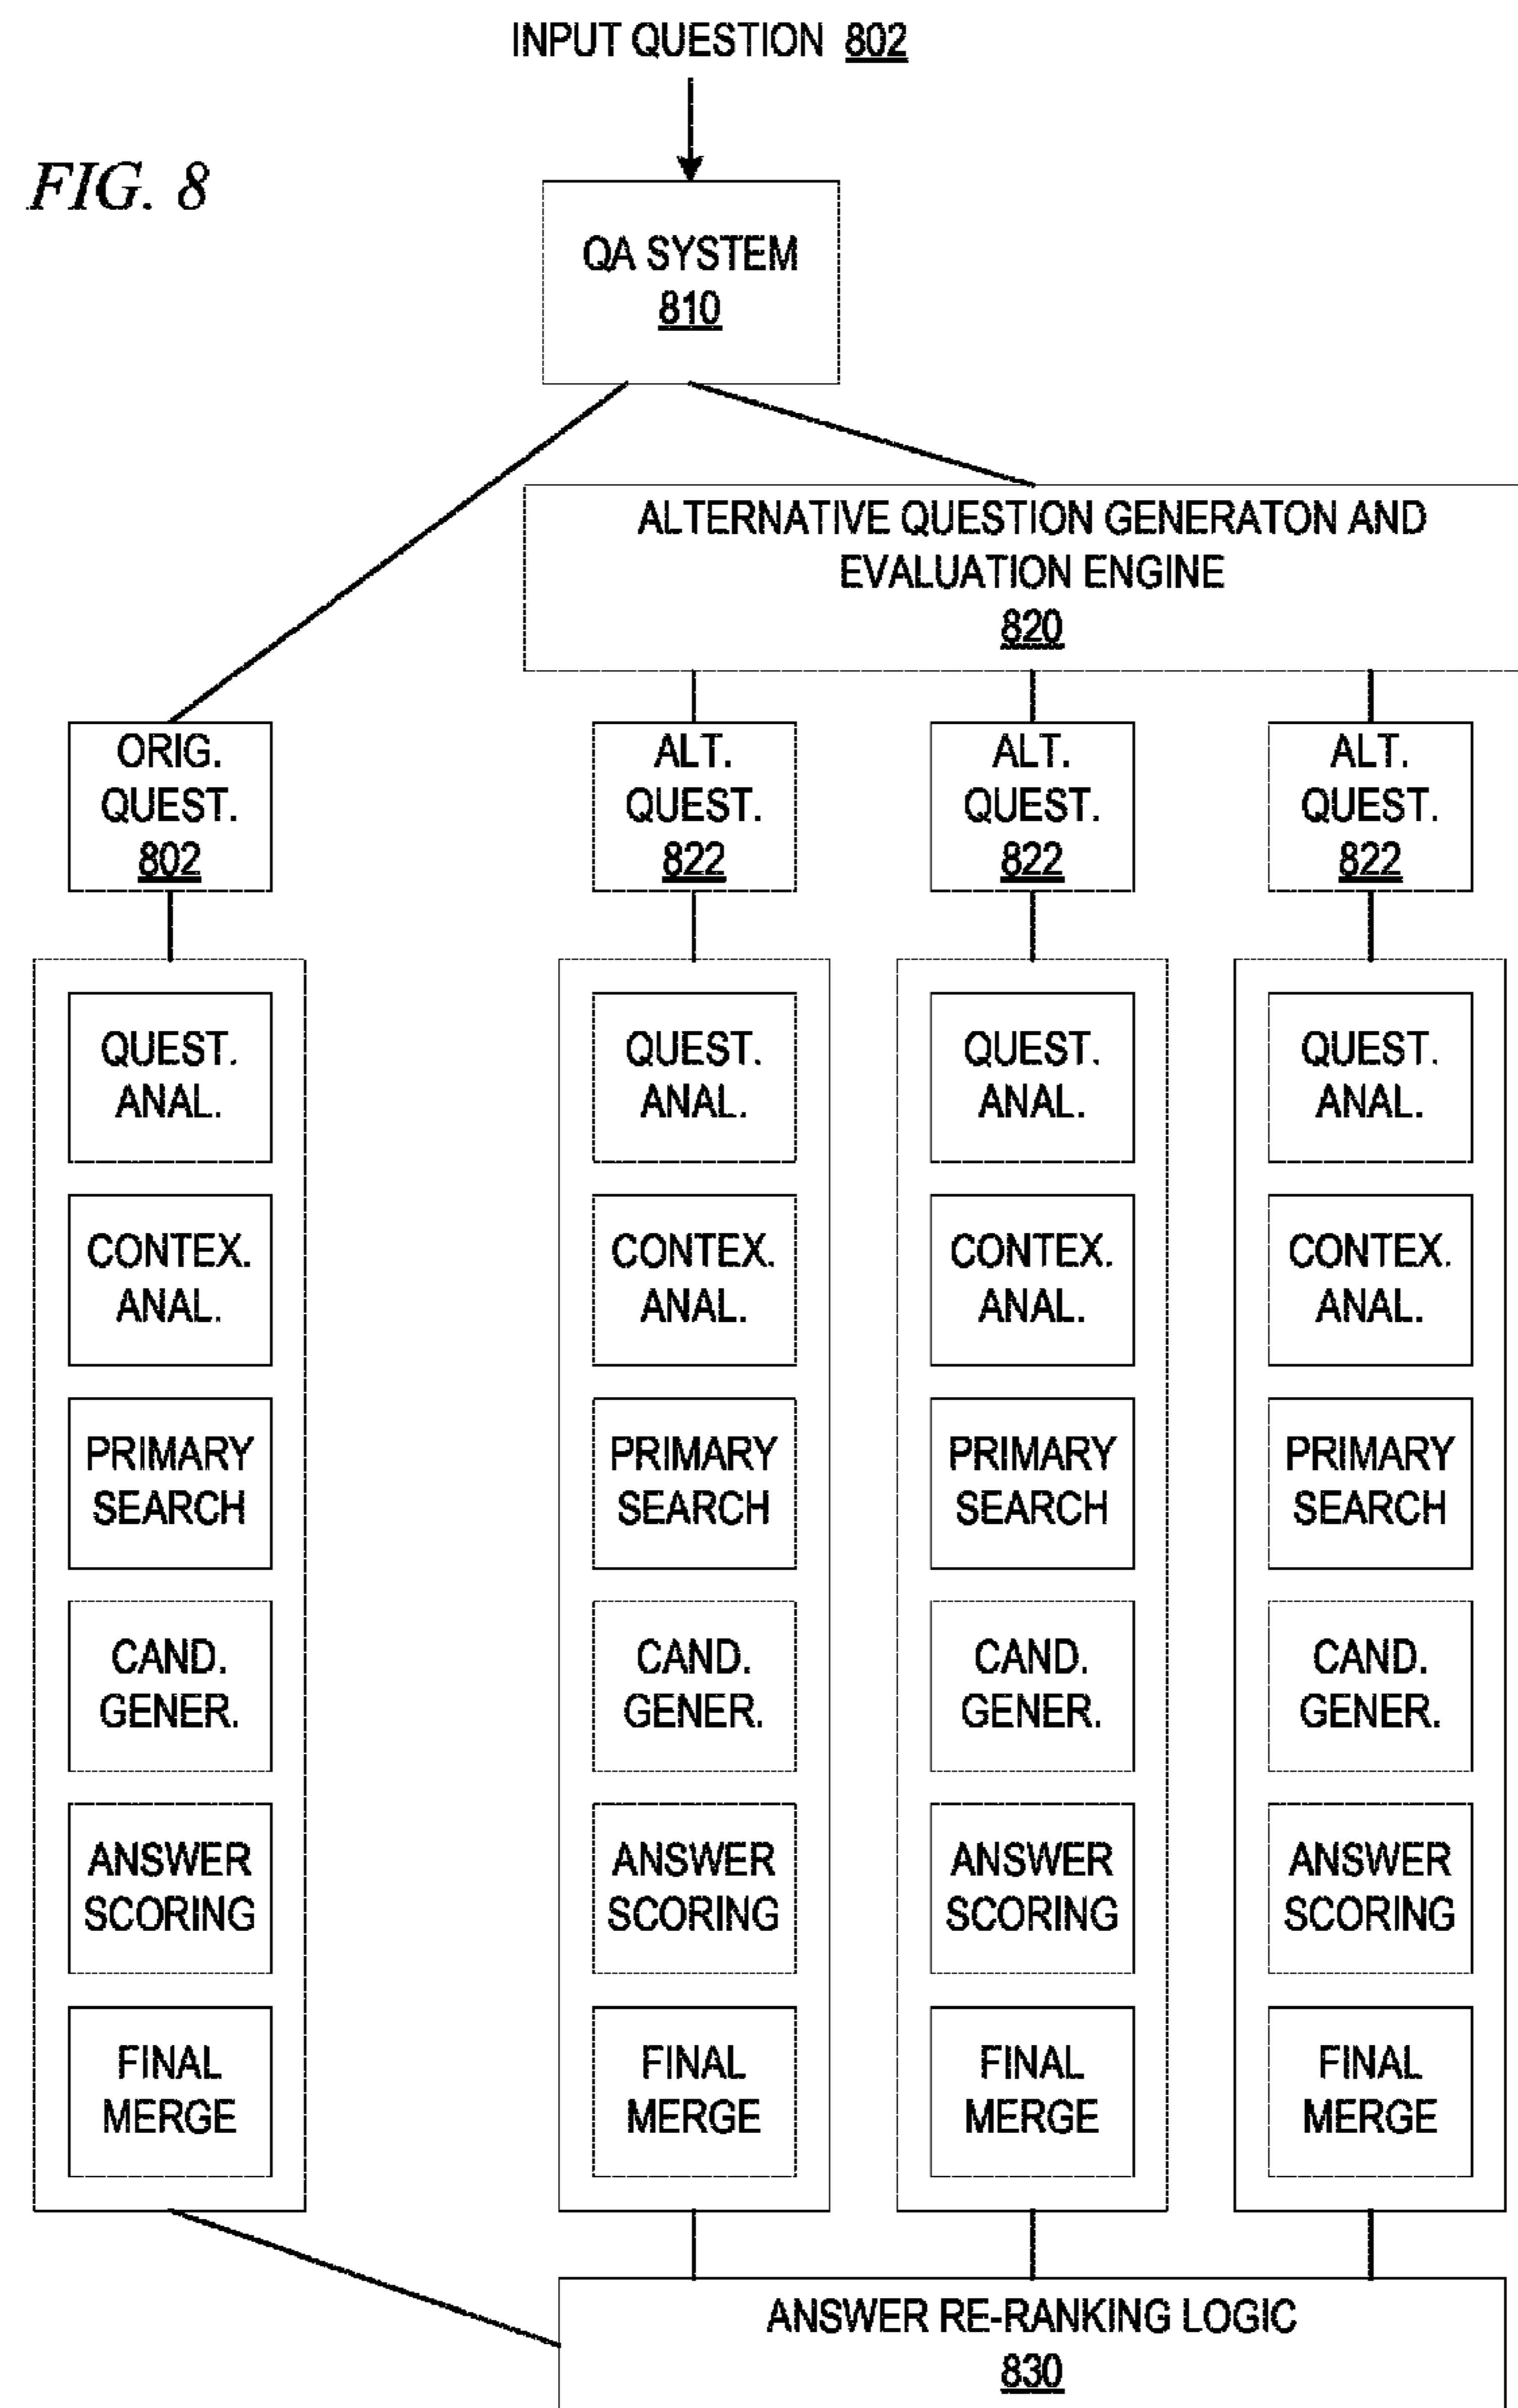 INPUT QUESTION 802
FIG. 8
QA SYSTEM
810
ALTERNATIVE QUESTION GENERATON AND
EVALUATION ENGINE
820
ORIG.
QUEST.
802
ALT.
QUEST.
822
ALT.
QUEST.
822
ALT.
QUEST.
822
QUEST.
ANAL.
CONTEX.
ANAL.
PRIMARY
SEARCH
CAND.
GENER.
ANSWER
SCORING
FINAL
MERGE
QUEST.
ANAL.
CONTEX.
ANAL.
PRIMARY
SEARCH
CAND.
GENER.
ANSWER
SCORING
FINAL
MERGE
QUEST.
ANAL.
CONTEX.
ANAL.
PRIMARY
SEARCH
CAND.
GENER.
ANSWER
SCORING
FINAL
MERGE
QUEST.
ANAL.
CONTEX.
ANAL.
PRIMARY
SEARCH
CAND.
GENER.
ANSWER
SCORING
FINAL
MERGE
ANSWER RE-RANKING LOGIC
830